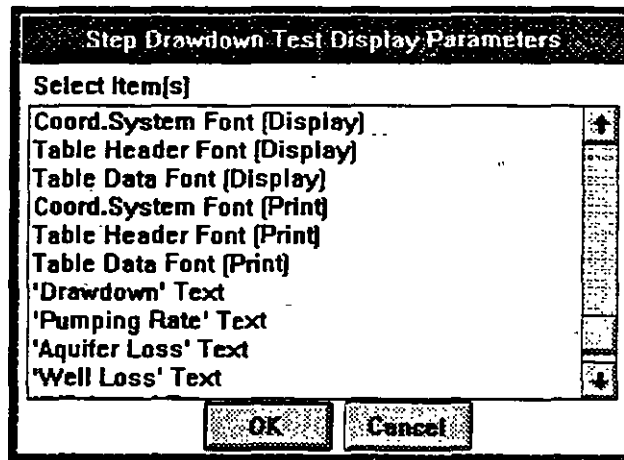 Step Drawdown Test Display Parameters
Select Item[s]
Coord.System Font [Display]
Table Header Font [Display]
Table Data Font [Display]
Coord.System Font [Print]
Table Header Font [Print]
Table Data Font [Print]
'Drawdown' Text
'Pumping Rate' Text
'Aquifer Loss' Text
'Well Loss' Text
OK Cancel